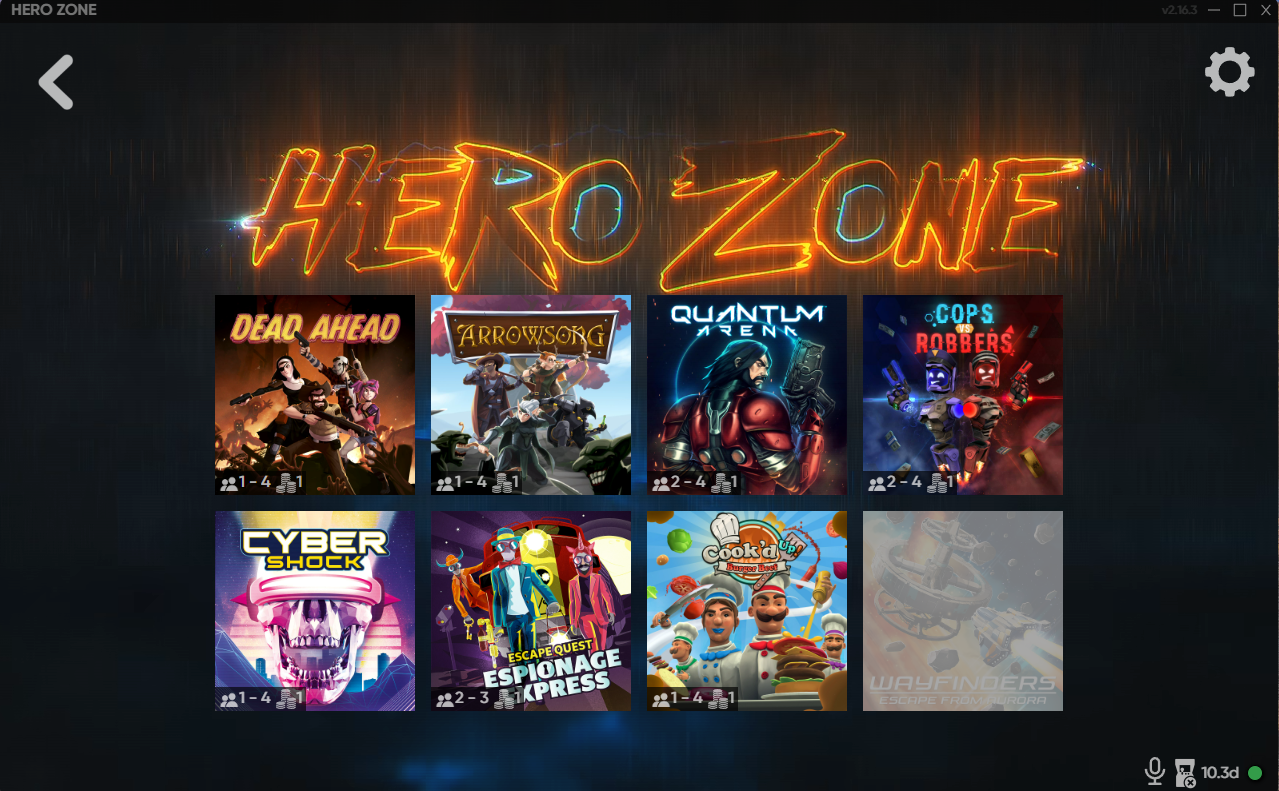 HERO ZONE
v2.16.3
HERO ZONE
DEAD AHEAD
1 - 4 1
ARROWSONG
1 - 4 1
QUANTUM
ARENA
2 - 4 1
COPS
VS
ROBBERS
2 - 4 1
CYBER
SHOCK
1 - 4 1
ESCAPE QUEST
ESPIONAGE
EXPRESS
2 - 3 1
Cook'd Up!
Burger Beef
1 - 4 1
WAYFINDERS
ESCAPE FROM AURORA
10.3d